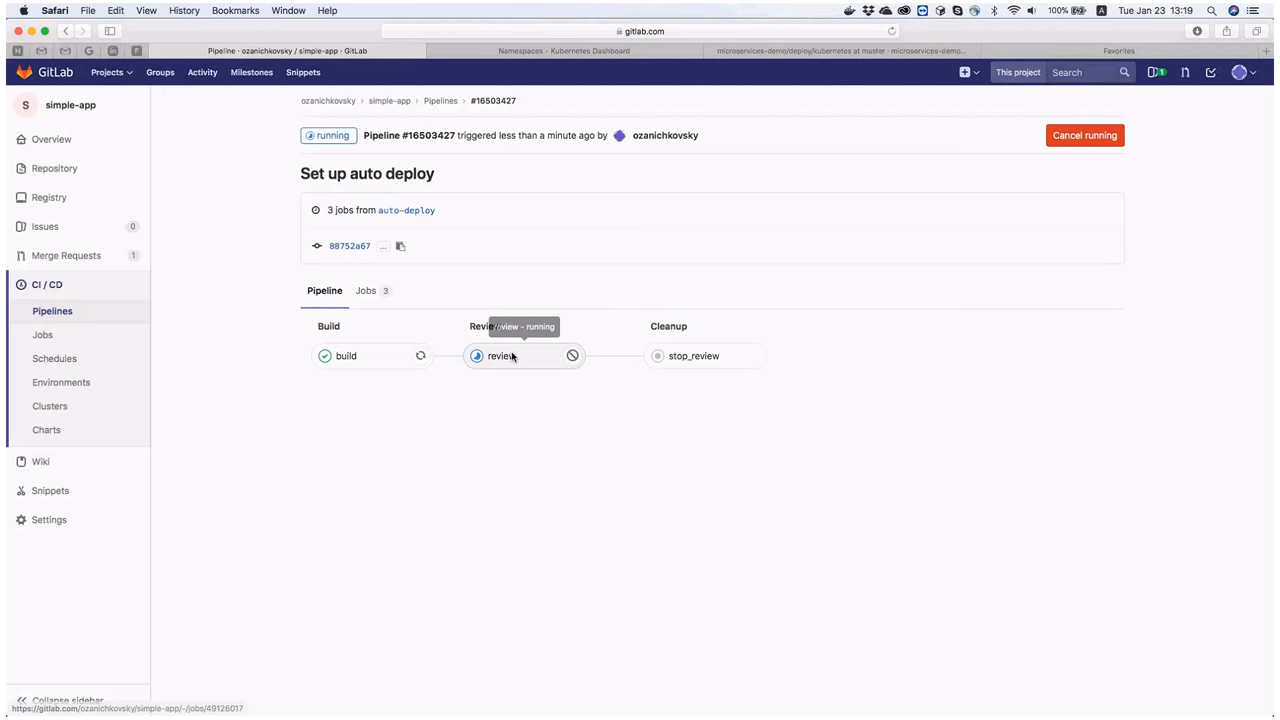 Safari File Edit View History Bookmarks Window Help 100% A Tue Jan 23 13:19
gitlab.com
Pipeline · ozanichkovsky / simple-app · GitLab Namespaces - Kubernetes Dashboard microservices-demo/deploy/kubernetes at master · microservices-demo... Favorites
GitLab Projects Groups Activity Milestones Snippets This project Search 1
S simple-app
Overview
Repository
Registry
Issues 0
Merge Requests 1
CI / CD
Pipelines
Jobs
Schedules
Environments
Clusters
Charts
Wiki
Snippets
Settings
Collapse sidebar
ozanichkovsky > simple-app > Pipelines > #16503427
running Pipeline #16503427 triggered less than a minute ago by ozanichkovsky Cancel running
Set up auto deploy
3 jobs from auto-deploy
88752a67 ...
Pipeline Jobs 3
Build Review review - running Cleanup
build review stop_review
https://gitlab.com/ozanichkovsky/simple-app/-/jobs/49126017